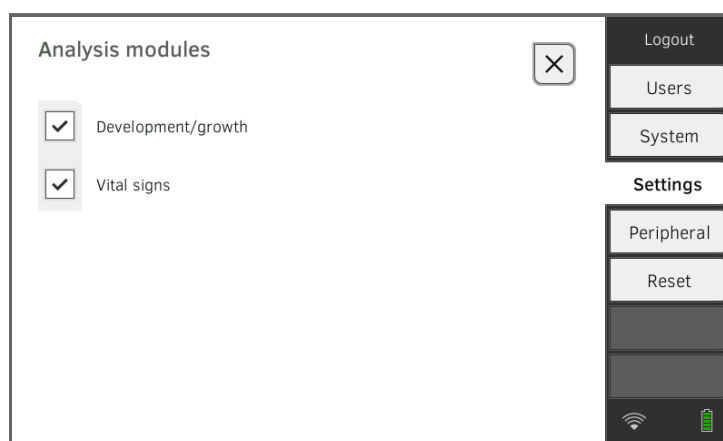 Analysis modules
Development/growth
Vital signs
Logout
Users
System
Settings
Peripheral
Reset